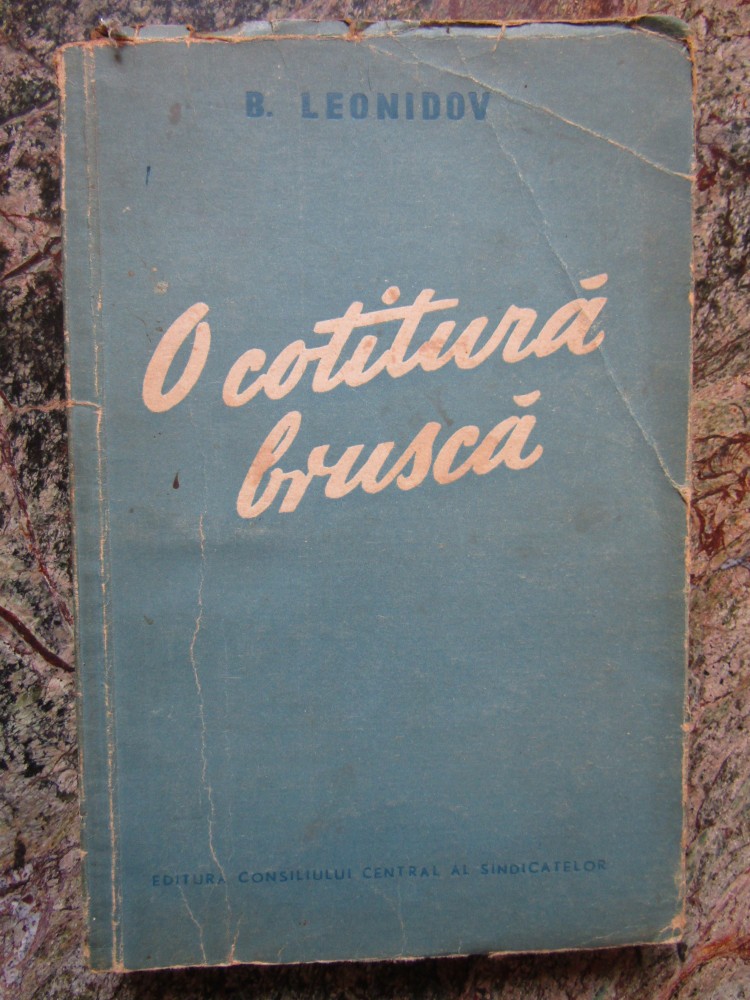 B. LEONIDOV
O cotitură
bruscă
EDITURA CONSILIULUI CENTRAL AL SINDICATELOR